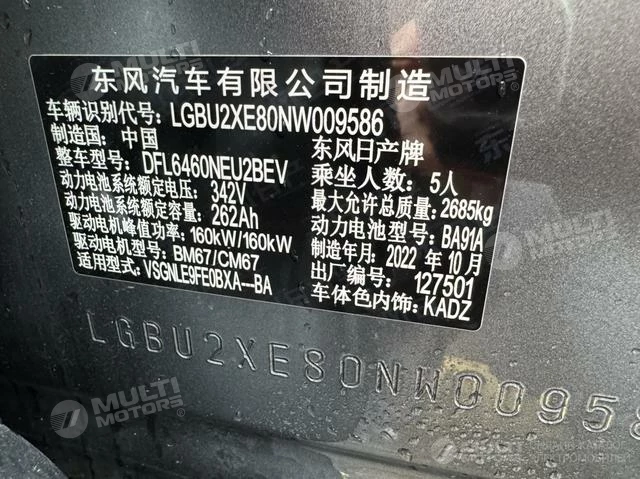 东风汽车有限公司制造
车辆识别代号: LGBU2XE80NW009586
制造国: 中国 东风日产牌
整车型号: DFL6460NEU2BEV 乘坐人数: 5人
动力电池系统额定电压: 342V 最大允许总质量: 2685kg
动力电池系统额定容量: 262Ah 动力电池型号: BA91A
驱动电机峰值功率: 160kW/160kW 制造年月: 2022 年 10 月
驱动电机型号: BM67/CM67 出厂编号: 127501
适用型号: VSGNLE9FE0BXA---BA 车体色内饰: KADZ
LGBU2XE80NW00958
MULTI MOTORS®
MULTI MOTORS®
MULTI MOTORS®
MULTI MOTORS®